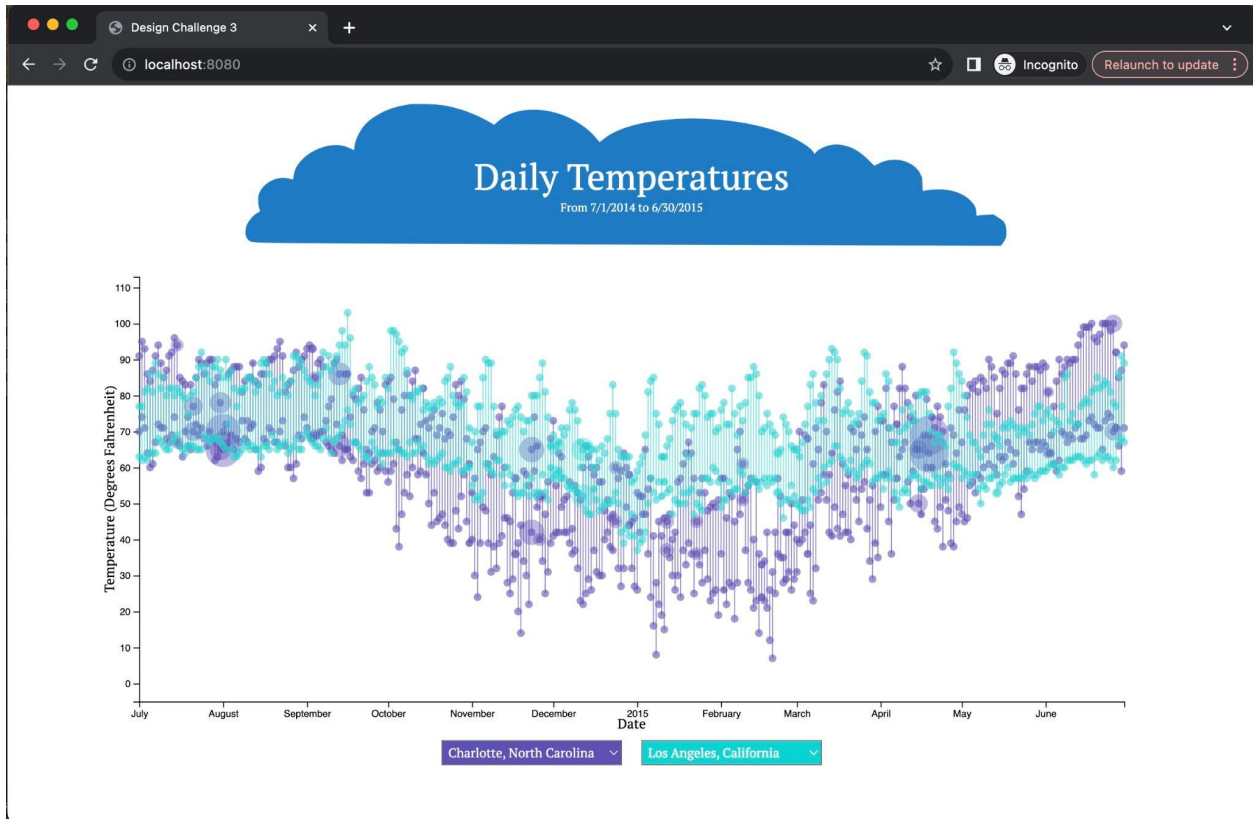 Design Challenge 3
localhost:8080
Incognito
Relaunch to update
Daily Temperatures
From 7/1/2014 to 6/30/2015
Temperature (Degrees Fahrenheit)
110
100
90
80
70
60
50
40
30
20
10
0
July August September October November December 2015 February March April May June
Date
Charlotte, North Carolina Los Angeles, California